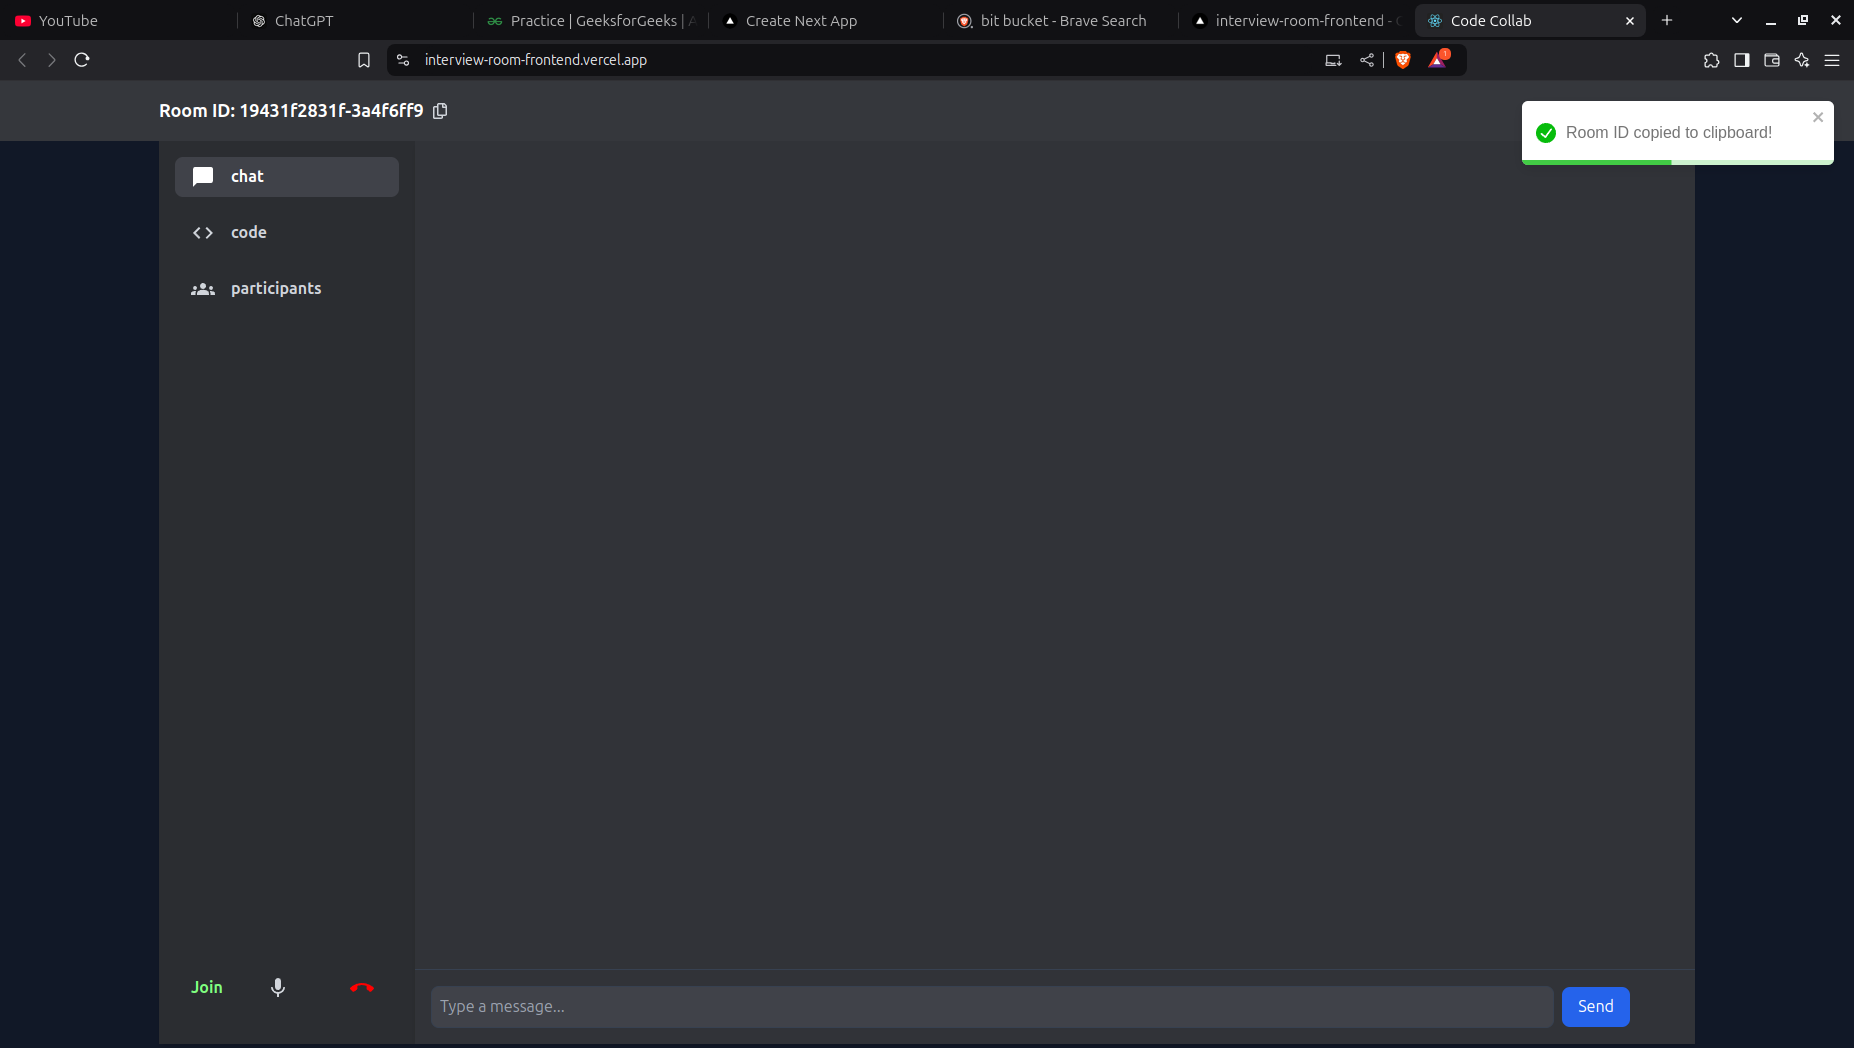 YouTube
ChatGPT
Practice | GeeksforGeeks |
Create Next App
bit bucket - Brave Search
interview-room-frontend -
Code Collab
interview-room-frontend.vercel.app
1
Room ID: 19431f2831f-3a4f6ff9
Room ID copied to clipboard!
chat
code
participants
Join
Type a message...
Send